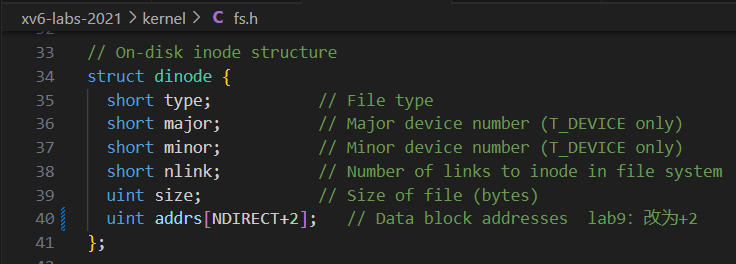 xv6-labs-2021 > kernel > C fs.h
33 // On-disk inode structure
34 struct dinode {
35 short type; // File type
36 short major; // Major device number (T_DEVICE only)
37 short minor; // Minor device number (T_DEVICE only)
38 short nlink; // Number of links to inode in file system
39 uint size; // Size of file (bytes)
40 uint addrs[NDIRECT+2]; // Data block addresses lab9：改为+2
41 };